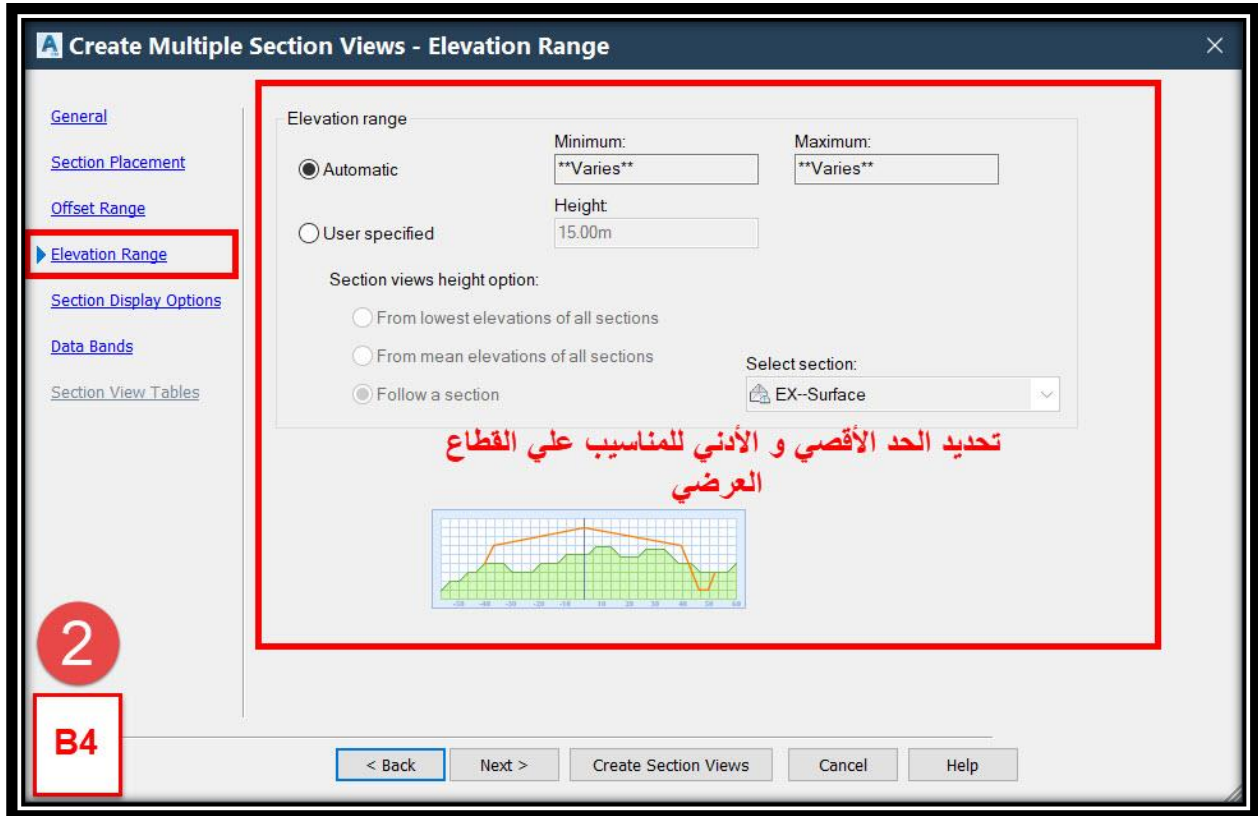 Create Multiple Section Views - Elevation Range
General
Section Placement
Offset Range
Elevation Range
Section Display Options
Data Bands
Section View Tables
Elevation range
Minimum:
Maximum:
Automatic
**Varies**
**Varies**
Height:
User specified
15.00m
Section views height option:
From lowest elevations of all sections
From mean elevations of all sections
Select section:
Follow a section
EX--Surface
تحديد الحد الأقصي و الأدني للمناسيب علي القطاع
العرضي
2
B4
< Back
Next >
Create Section Views
Cancel
Help